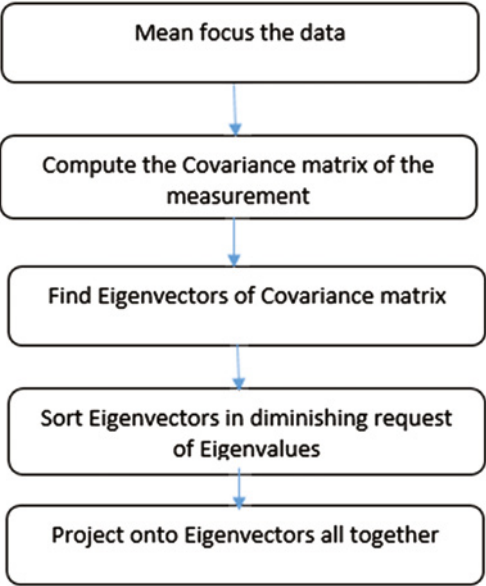 Mean focus the data
Compute the Covariance matrix of the
measurement
Find Eigenvectors of Covariance matrix
Sort Eigenvectors in diminishing request
of Eigenvalues
Project onto Eigenvectors all together